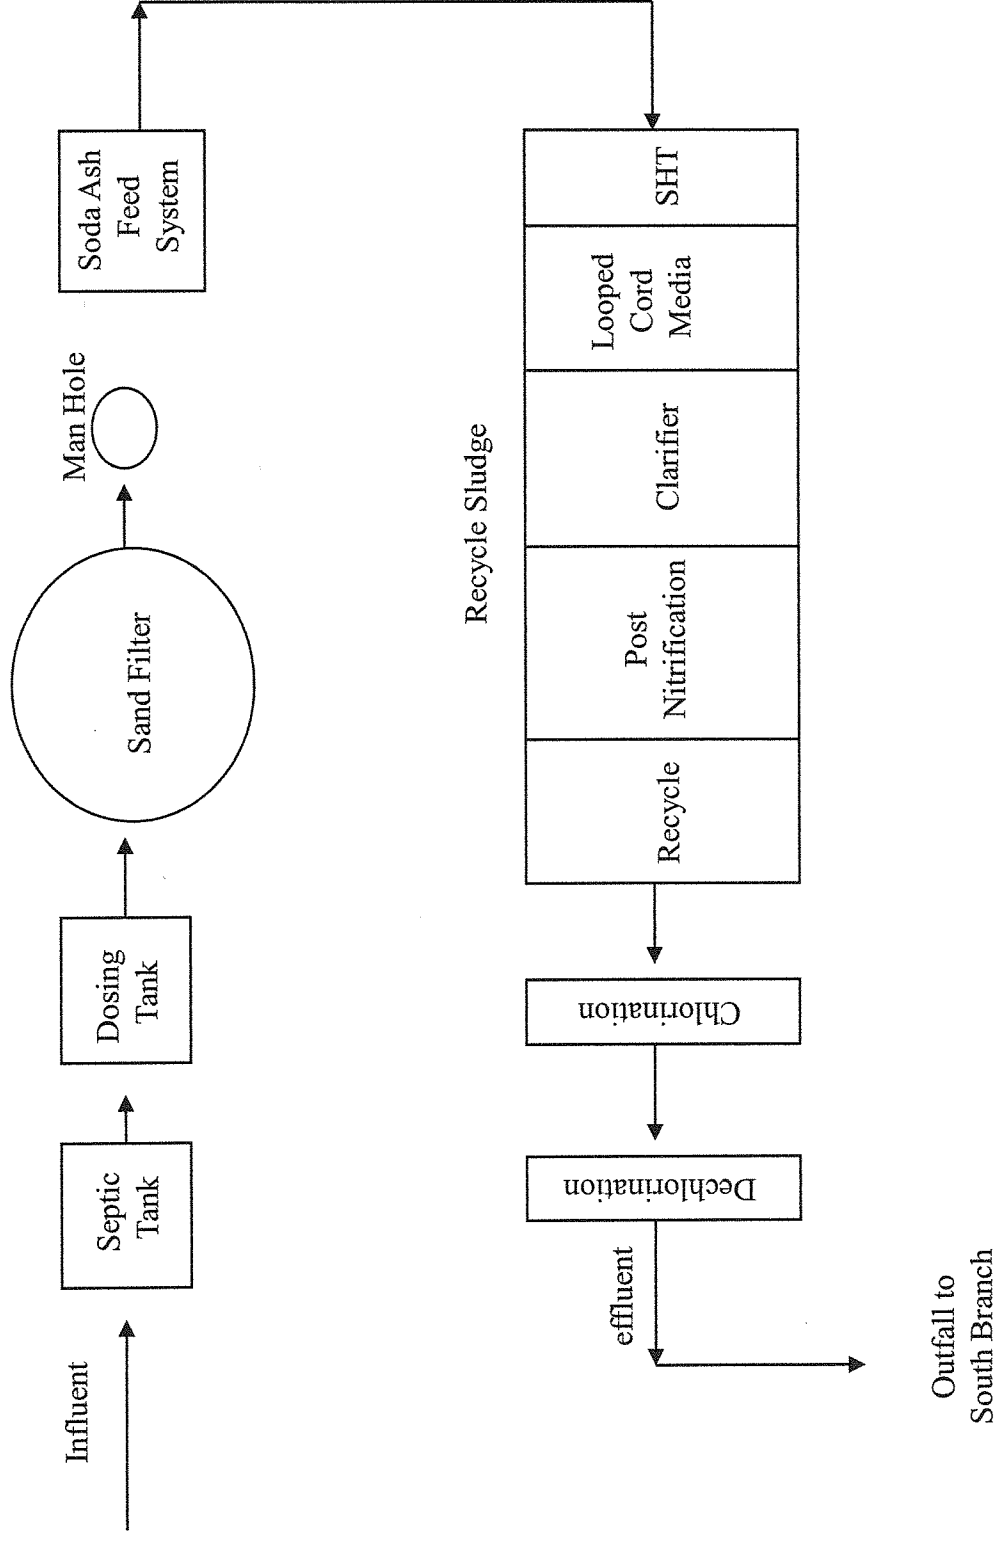 Influent
Septic
Tank
Dosing
Tank
Sand Filter
Man Hole
Soda Ash
Feed
System
Recycle Sludge
SHT
Looped
Cord
Media
Clarifier
Post
Nitrification
Recycle
Chlorination
Dechlorination
effluent
Outfall to
South Branch